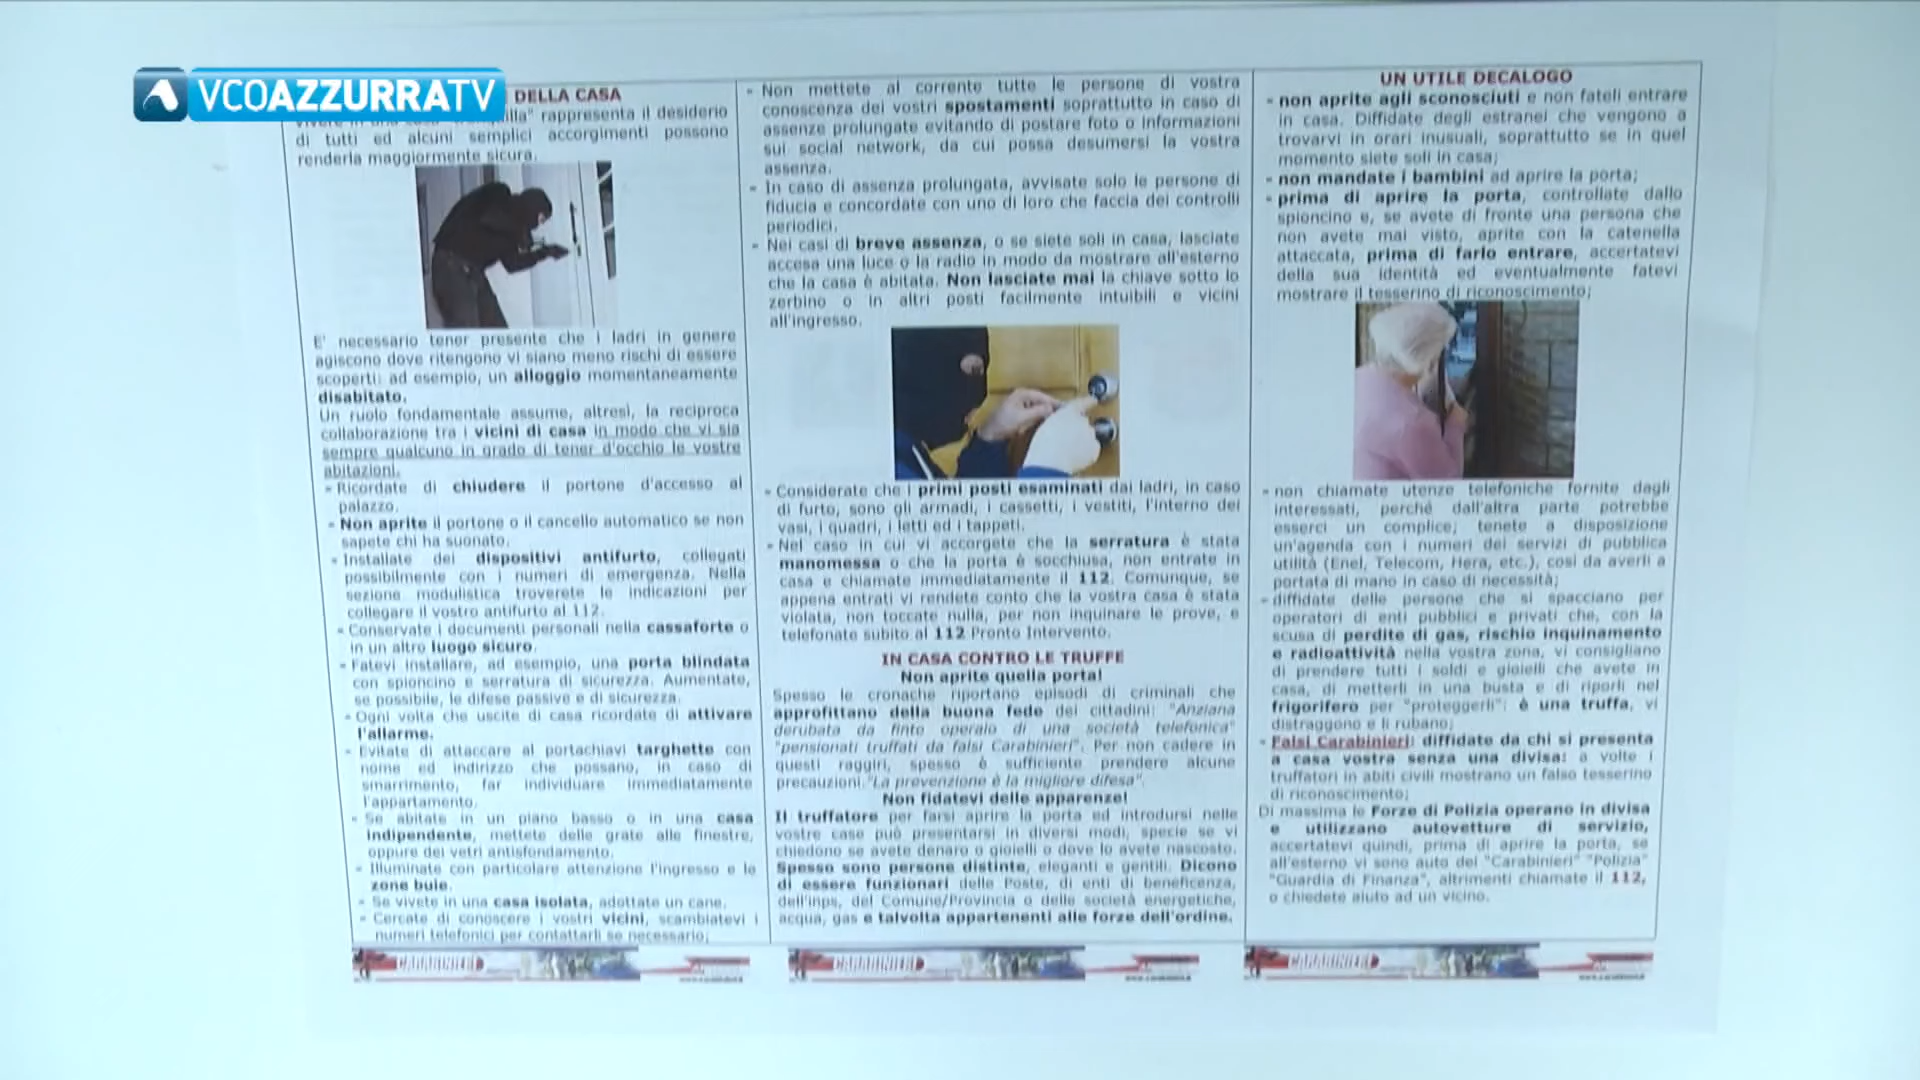 VCOAZZURRATV
DELLA CASA
rappresenta il desiderio
di tutti ed alcuni semplici accorgimenti possono
renderla maggiormente sicura.
E' necessario tener presente che i ladri in genere
agiscono dove ritengono vi siano meno rischi di essere
scoperti: ad esempio, un alloggio momentaneamente
disabitato.
Un ruolo fondamentale assume, altresì, la reciproca
collaborazione tra i vicini di casa in modo che vi sia
sempre qualcuno in grado di tener d'occhio le vostre
abitazioni.
- Ricordate di chiudere il portone d'accesso al
palazzo.
- Non aprite il portone o il cancello automatico se non
sapete chi ha suonato.
- Installate dei dispositivi antifurto, collegati
possibilmente con i numeri di emergenza. Nella
sezione modulistica troverete le indicazioni per
collegare il vostro antifurto al 112.
- Conservate i documenti personali nella cassaforte o
in un altro luogo sicuro.
- Fatevi installare, ad esempio, una porta blindata
con spioncino e serratura di sicurezza. Aumentate,
se possibile, le difese passive e di sicurezza.
- Ogni volta che uscite di casa ricordate di attivare
l'allarme.
- Evitate di attaccare al portachiavi targhette con
nome ed indirizzo che possano, in caso di
smarrimento, far individuare immediatamente
l'appartamento.
- Se abitate in un piano basso o in una casa
indipendente, mettete delle grate alle finestre,
oppure dei vetri antisfondamento.
- Illuminate con particolare attenzione l'ingresso e le
zone buie.
- Se vivete in una casa isolata, adottate un cane.
- Cercate di conoscere i vostri vicini, scambiatevi i
numeri telefonici per contattarli se necessario;
- Non mettete al corrente tutte le persone di vostra
conoscenza dei vostri spostamenti soprattutto in caso di
assenze prolungate evitando di postare foto o informazioni
sui social network, da cui possa desumersi la vostra
assenza.
- In caso di assenza prolungata, avvisate solo le persone di
fiducia e concordate con uno di loro che faccia dei controlli
periodici.
- Nei casi di breve assenza, o se siete soli in casa, lasciate
accesa una luce o la radio in modo da mostrare all'esterno
che la casa è abitata. Non lasciate mai la chiave sotto lo
zerbino o in altri posti facilmente intuibili e vicini
all'ingresso.
- Considerate che i primi posti esaminati dai ladri, in caso
di furto, sono gli armadi, i cassetti, i vestiti, l'interno dei
vasi, i quadri, i letti ed i tappeti.
- Nel caso in cui vi accorgete che la serratura è stata
manomessa o che la porta è socchiusa, non entrate in
casa e chiamate immediatamente il 112. Comunque, se
appena entrati vi rendete conto che la vostra casa è stata
violata, non toccate nulla, per non inquinare le prove, e
telefonate subito al 112 Pronto Intervento.
IN CASA CONTRO LE TRUFFE
Non aprite quella porta!
Spesso le cronache riportano episodi di criminali che
approfittano della buona fede dei cittadini: "Anziana
derubata da finto operaio di una società telefonica"
"pensionati truffati da falsi Carabinieri". Per non cadere in
questi raggiri, spesso è sufficiente prendere alcune
precauzioni."La prevenzione è la migliore difesa".
Non fidatevi delle apparenze!
Il truffatore per farsi aprire la porta ed introdursi nelle
vostre case può presentarsi in diversi modi, specie se vi
chiedono se avete denaro o gioielli o dove lo avete nascosto.
Spesso sono persone distinte, eleganti e gentili. Dicono
di essere funzionari delle Poste, di enti di beneficenza,
dell'inps, del Comune/Provincia o delle società energetiche,
acqua, gas e talvolta appartenenti alle forze dell'ordine.
UN UTILE DECALOGO
- non aprite agli sconosciuti e non fateli entrare
in casa. Diffidate degli estranei che vengono a
trovarvi in orari inusuali, soprattutto se in quel
momento siete soli in casa;
- non mandate i bambini ad aprire la porta;
- prima di aprire la porta, controllate dallo
spioncino e, se avete di fronte una persona che
non avete mai visto, aprite con la catenella
attaccata, prima di farlo entrare, accertatevi
della sua identità ed eventualmente fatevi
mostrare il tesserino di riconoscimento;
- non chiamate utenze telefoniche fornite dagli
interessati, perché dall'altra parte potrebbe
esserci un complice; tenete a disposizione
un'agenda con i numeri dei servizi di pubblica
utilità (Enel, Telecom, Hera, etc.), così da averli a
portata di mano in caso di necessità;
- diffidate delle persone che si spacciano per
operatori di enti pubblici e privati che, con la
scusa di perdite di gas, rischio inquinamento
e radioattività nella vostra zona, vi consigliano
di prendere tutti i soldi e gioielli che avete in
casa, di metterli in una busta e di riporli nel
frigorifero per "proteggerli": è una truffa, vi
distraggono e li rubano;
- Falsi Carabinieri: diffidate da chi si presenta
a casa vostra senza una divisa: a volte i
truffatori in abiti civili mostrano un falso tesserino
di riconoscimento;
Di massima le Forze di Polizia operano in divisa
e utilizzano autovetture di servizio,
accertatevi quindi, prima di aprire la porta, se
all'esterno vi sono auto dei "Carabinieri" "Polizia"
"Guardia di Finanza", altrimenti chiamate il 112,
o chiedete aiuto ad un vicino.
CARABINIERI
CARABINIERI
CARABINIERI